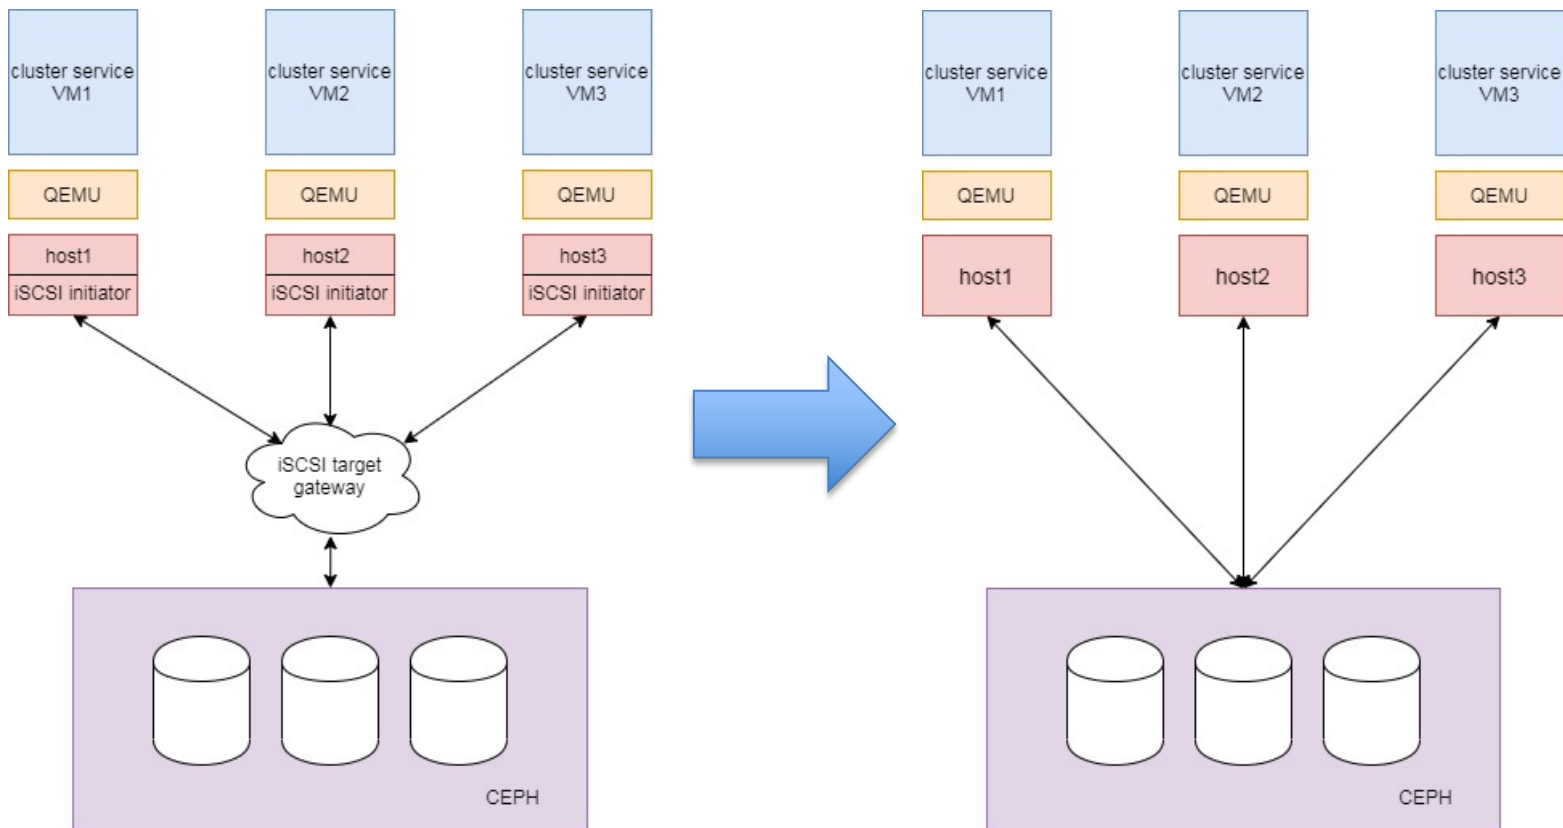 cluster service
VM1
cluster service
VM2
cluster service
VM3
QEMU
QEMU
QEMU
host1
host2
host3
iSCSI initiator
iSCSI initiator
iSCSI initiator
iSCSI target
gateway
CEPH
cluster service
VM1
cluster service
VM2
cluster service
VM3
QEMU
QEMU
QEMU
host1
host2
host3
CEPH